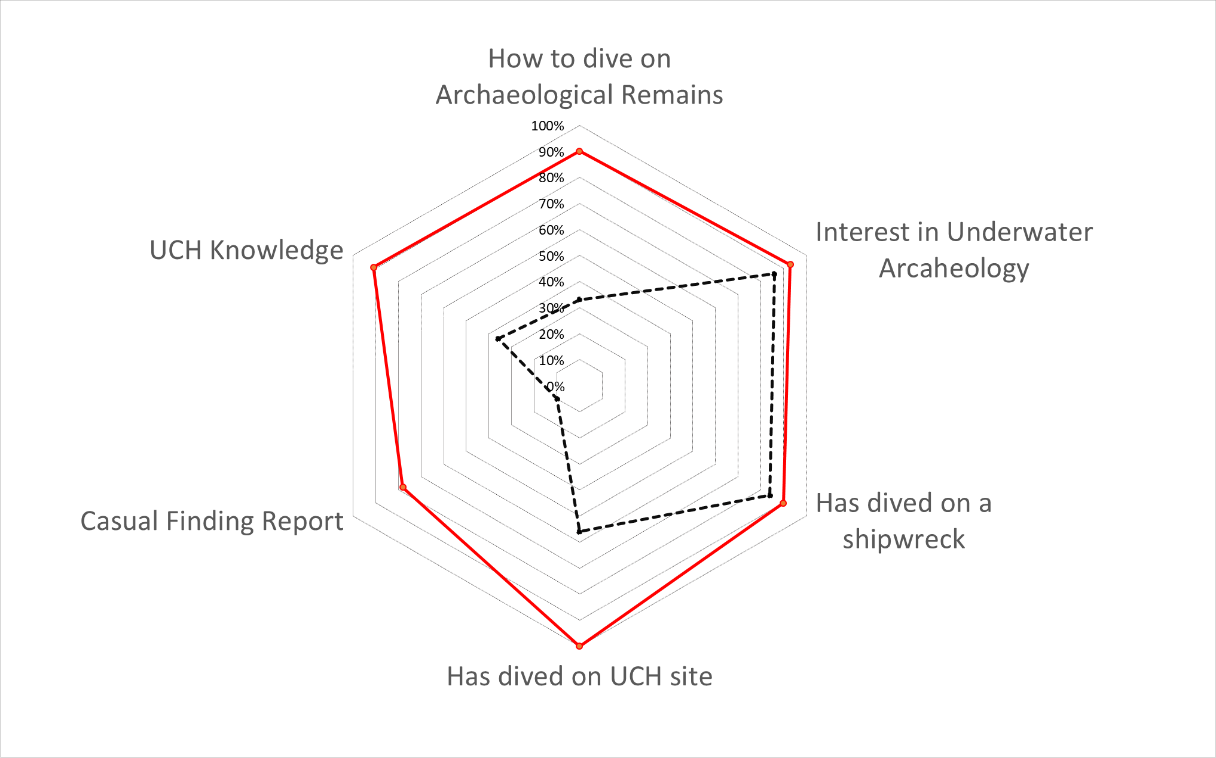 How to dive on
Archaeological Remains
100%
90%
80%
70%
60%
50%
40%
30%
20%
10%
0%
Interest in Underwater
Arcaheology
UCH Knowledge
Has dived on a
shipwreck
Casual Finding Report
Has dived on UCH site